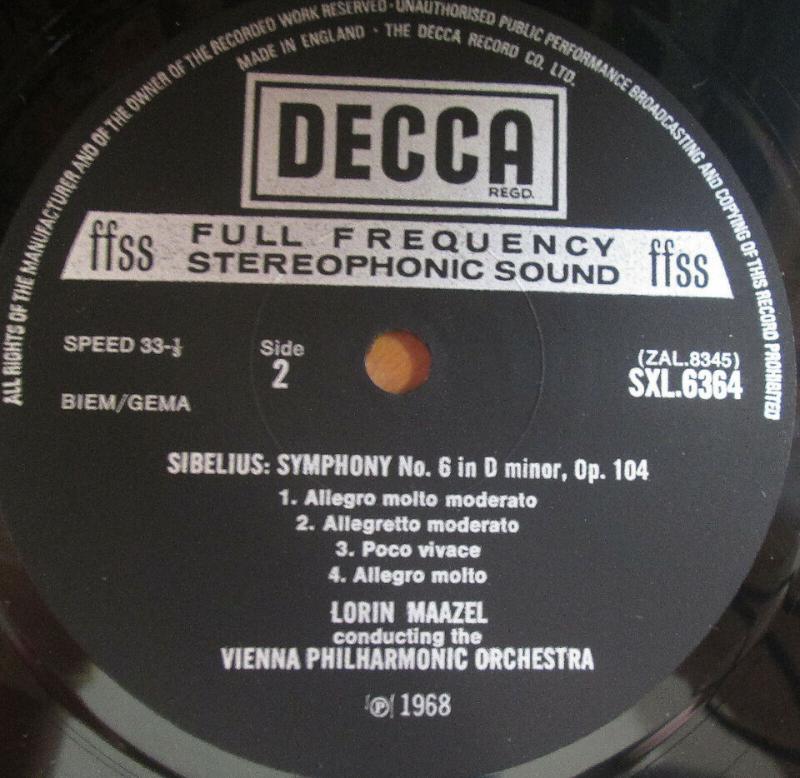 ALL RIGHTS OF THE MANUFACTURER AND OF THE OWNER OF THE RECORDED WORK RESERVED · UNAUTHORISED PUBLIC PERFORMANCE BROADCASTING AND COPYING OF THIS RECORD PROHIBITED
MADE IN ENGLAND · THE DECCA RECORD CO. LTD.
DECCA
REGD.
ffss FULL FREQUENCY ffss
STEREOPHONIC SOUND
SPEED 33-⅓
Side
2
(ZAL.8345)
SXL.6364
BIEM/GEMA
SIBELIUS: SYMPHONY No. 6 in D minor, Op. 104
1. Allegro molto moderato
2. Allegretto moderato
3. Poco vivace
4. Allegro molto
LORIN MAAZEL
conducting the
VIENNA PHILHARMONIC ORCHESTRA
℗ 1968